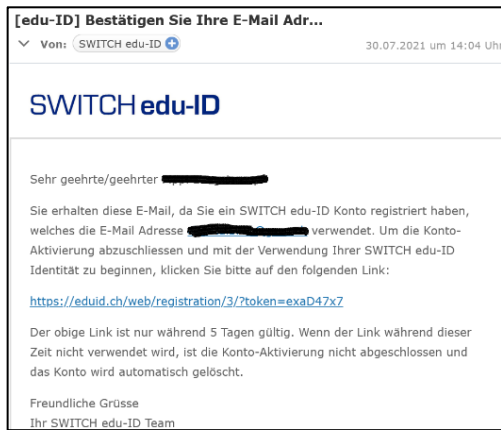 [edu-ID] Bestätigen Sie Ihre E-Mail Adr...
Von: SWITCH edu-ID
30.07.2021 um 14:04 Uhr
SWITCH edu-ID
Sehr geehrte/geehrter
Sie erhalten diese E-Mail, da Sie ein SWITCH edu-ID Konto registriert haben,
welches die E-Mail Adresse verwendet. Um die Konto-
Aktivierung abzuschliessen und mit der Verwendung Ihrer SWITCH edu-ID
Identität zu beginnen, klicken Sie bitte auf den folgenden Link:
https://eduid.ch/web/registration/3/?token=exaD47x7
Der obige Link ist nur während 5 Tagen gültig. Wenn der Link während dieser
Zeit nicht verwendet wird, ist die Konto-Aktivierung nicht abgeschlossen und
das Konto wird automatisch gelöscht.
Freundliche Grüsse
Ihr SWITCH edu-ID Team